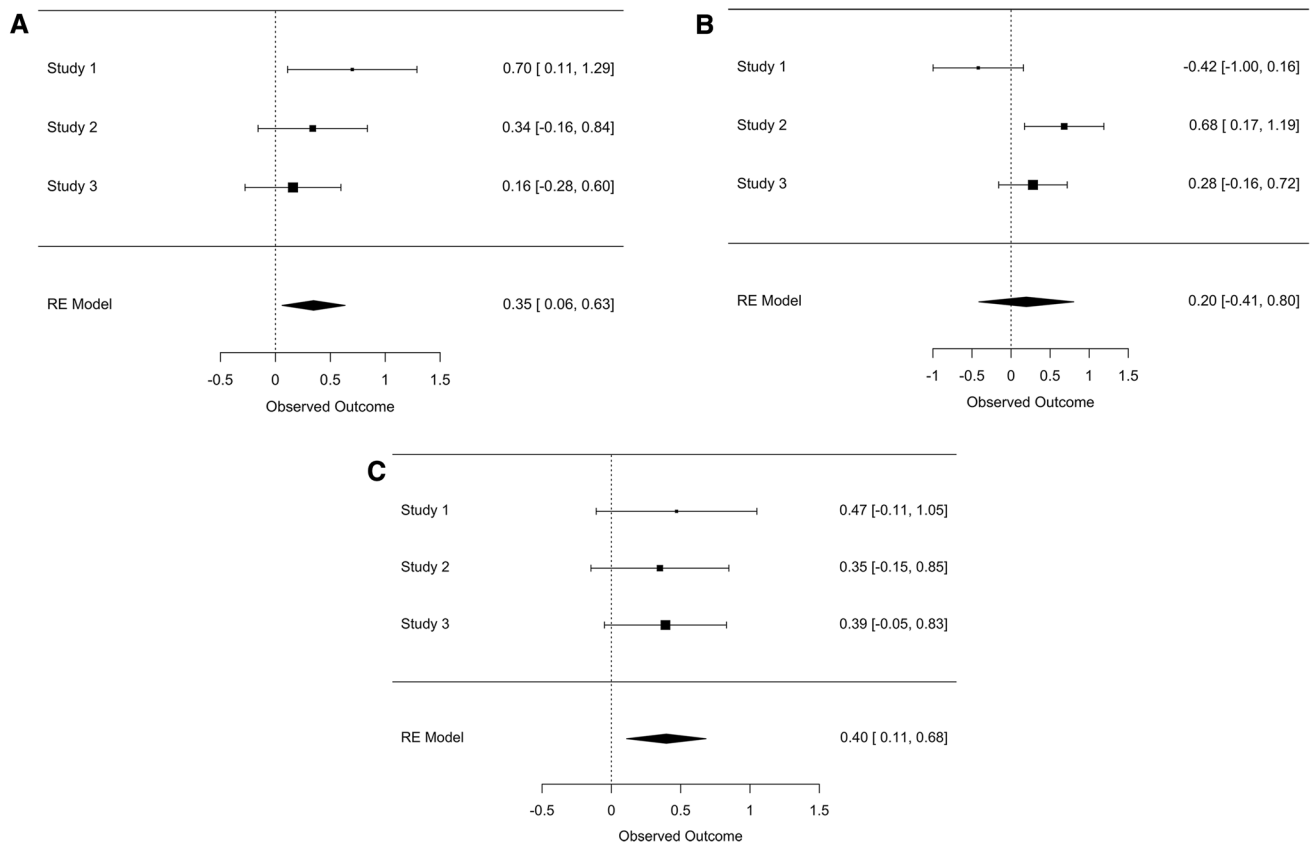 A
Study 1 0.70 [ 0.11, 1.29]
Study 2 0.34 [-0.16, 0.84]
Study 3 0.16 [-0.28, 0.60]
RE Model 0.35 [ 0.06, 0.63]
-0.5 0 0.5 1 1.5
Observed Outcome
B
Study 1 -0.42 [-1.00, 0.16]
Study 2 0.68 [ 0.17, 1.19]
Study 3 0.28 [-0.16, 0.72]
RE Model 0.20 [-0.41, 0.80]
-1 -0.5 0 0.5 1 1.5
Observed Outcome
C
Study 1 0.47 [-0.11, 1.05]
Study 2 0.35 [-0.15, 0.85]
Study 3 0.39 [-0.05, 0.83]
RE Model 0.40 [ 0.11, 0.68]
-0.5 0 0.5 1 1.5
Observed Outcome